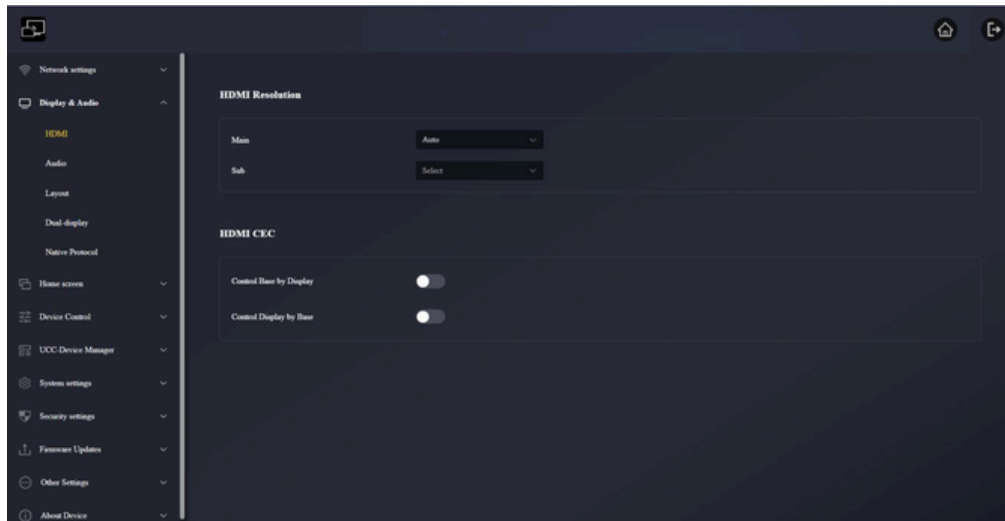 Network settings
Display & Audio
HDMI
Audio
Layout
Dual-display
Native Protocol
Home screen
Device Control
UCC-Device Manager
System settings
Security settings
Firmware Updates
Other Settings
About Device
HDMI Resolution
Main Auto
Sub Select
HDMI CEC
Control Base by Display
Control Display by Base